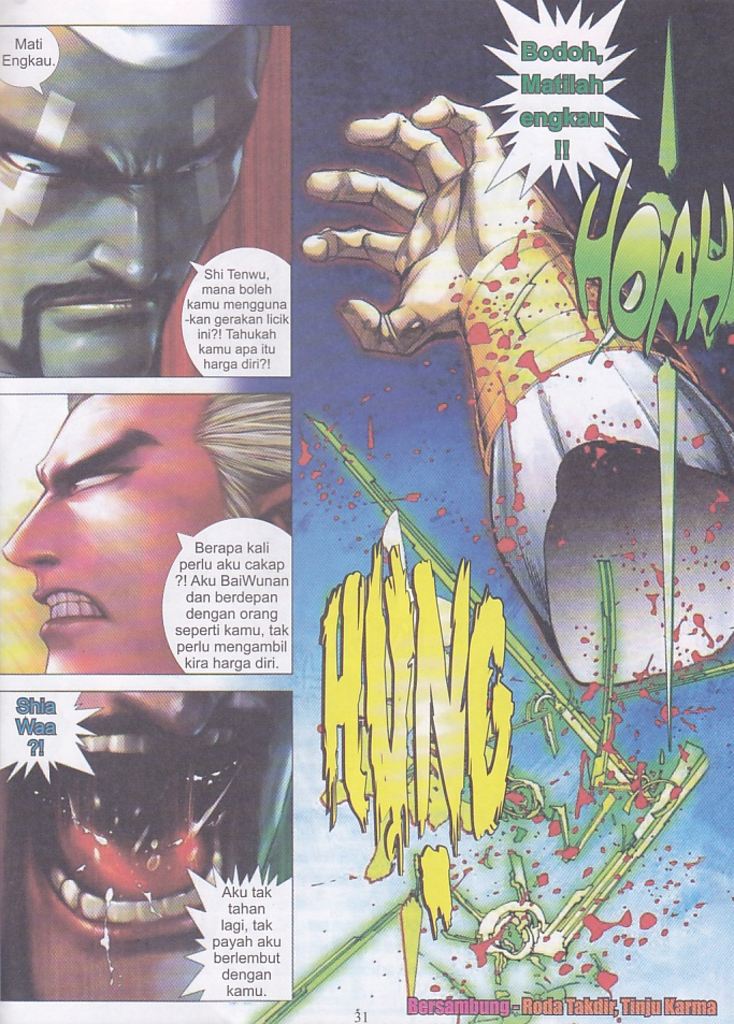 Mati
Engkau.
Shi Tenwu,
mana boleh
kamu mengguna
-kan gerakan licik
ini?! Tahukah
kamu apa itu
harga diri?!
Berapa kali
perlu aku cakap
?! Aku BaiWunan
dan berdepan
dengan orang
seperti kamu, tak
perlu mengambil
kira harga diri.
Shia
Waa
?!
Aku tak
tahan
lagi, tak
payah aku
berlembut
dengan
kamu.
Bodoh,
Matilah
engkau
!!
HOAH
HUNG
Bersambung - Roda Takdir, Tinju Karma
31